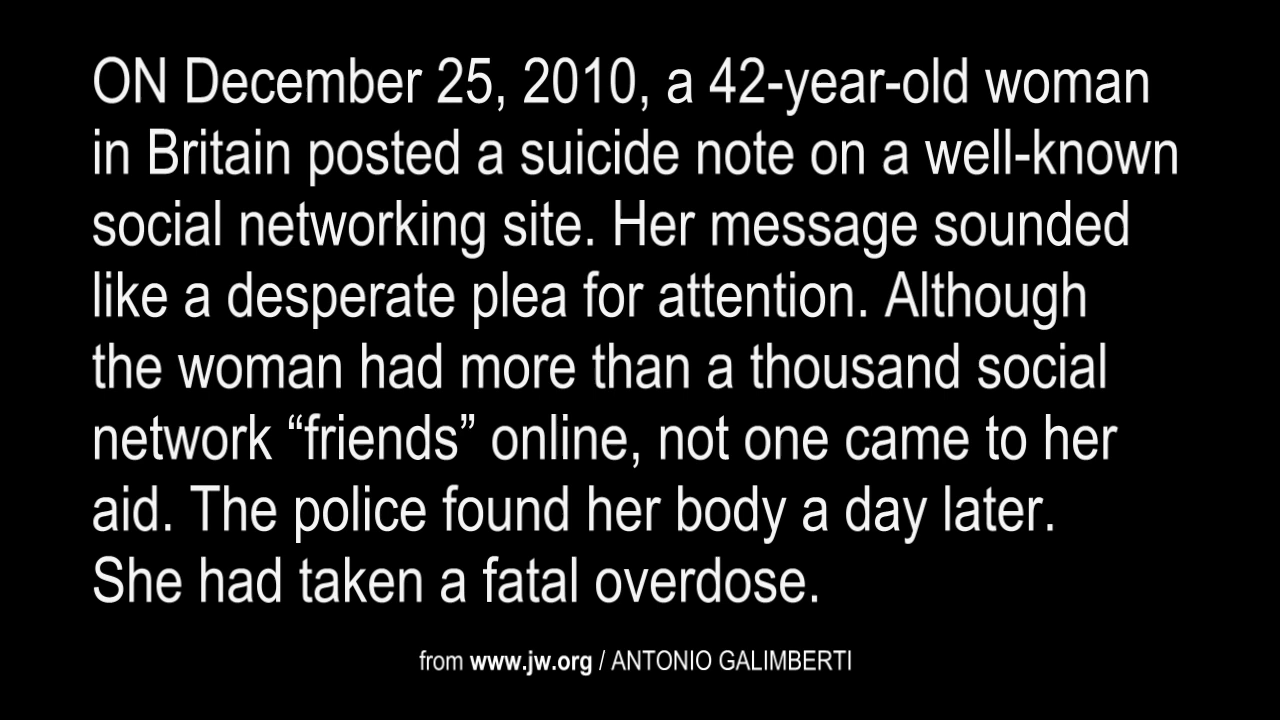 ON December 25, 2010, a 42-year-old woman
in Britain posted a suicide note on a well-known
social networking site. Her message sounded
like a desperate plea for attention. Although
the woman had more than a thousand social
network “friends” online, not one came to her
aid. The police found her body a day later.
She had taken a fatal overdose.
from www.jw.org / ANTONIO GALIMBERTI